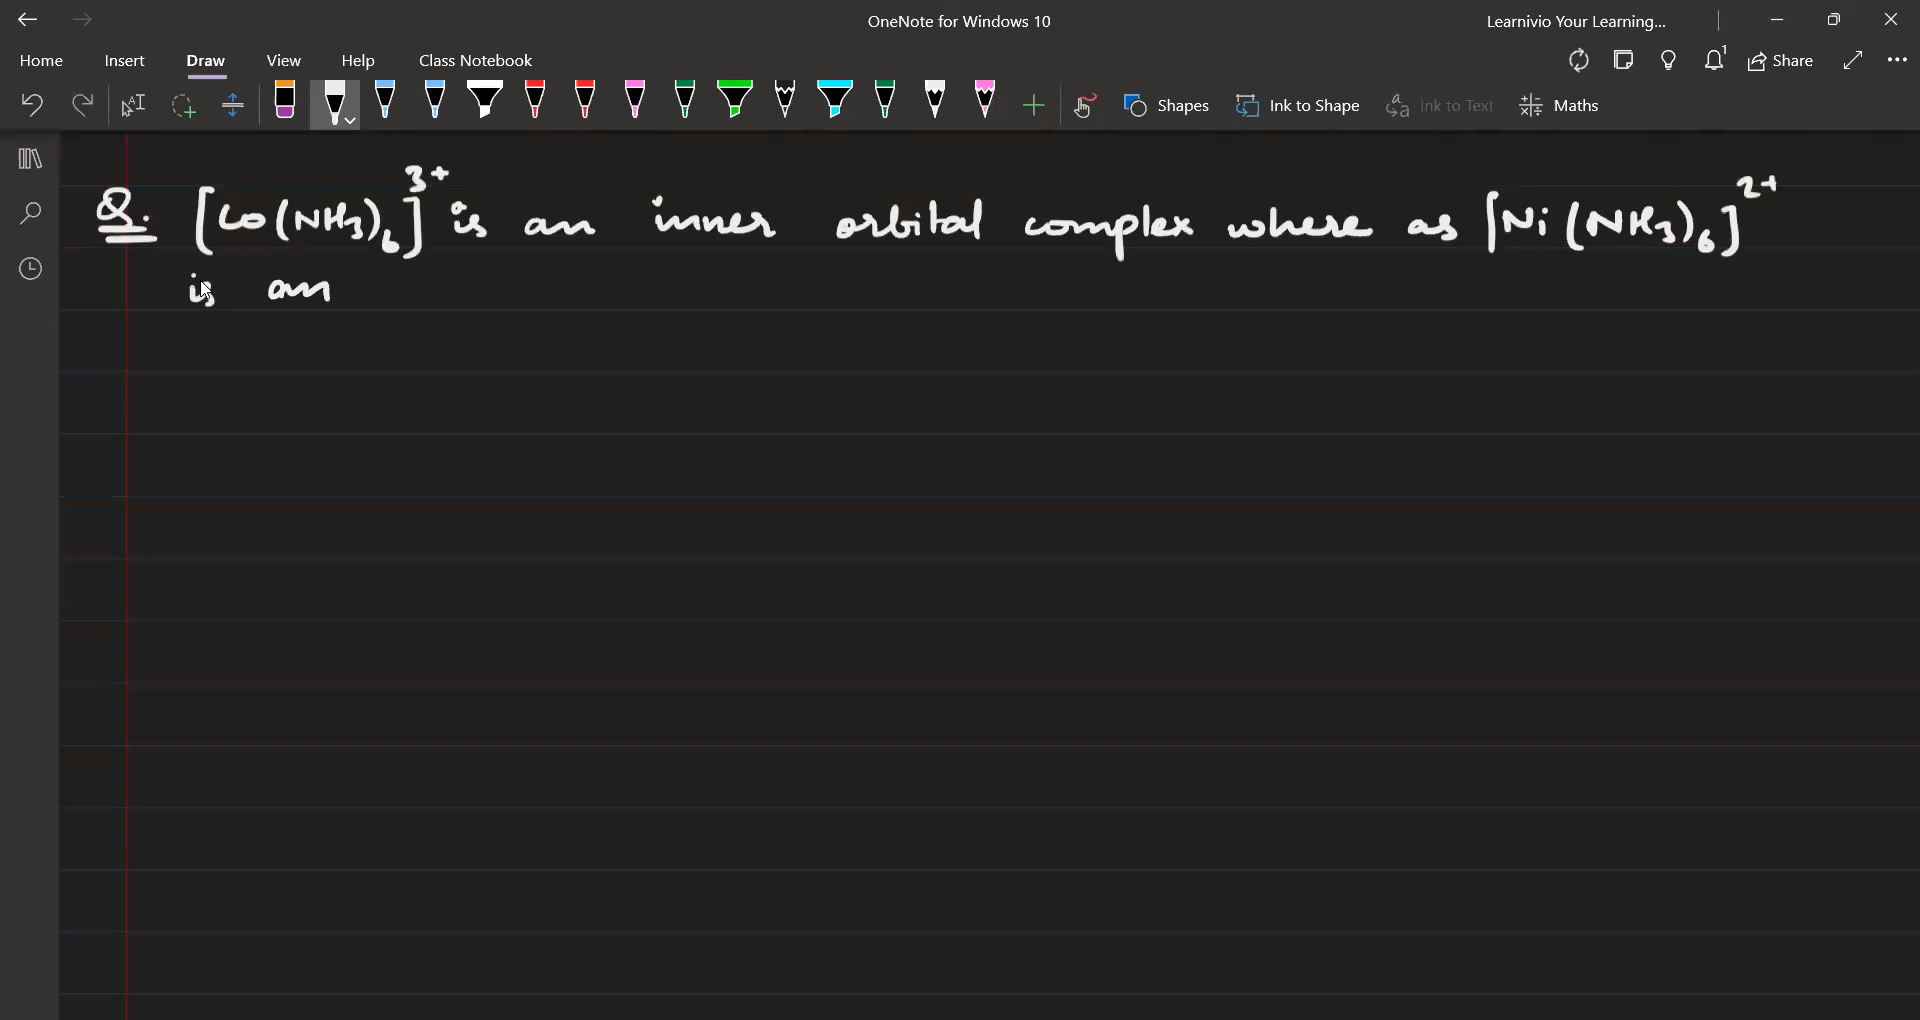 OneNote for Windows 10
Learnivio Your Learning...
Home Insert Draw View Help Class Notebook
1
Share
Shapes Ink to Shape Ink to Text Maths
Q. [Co(NH3)6]3+ is an inner orbital complex where as [Ni(NH3)6]2+
is an